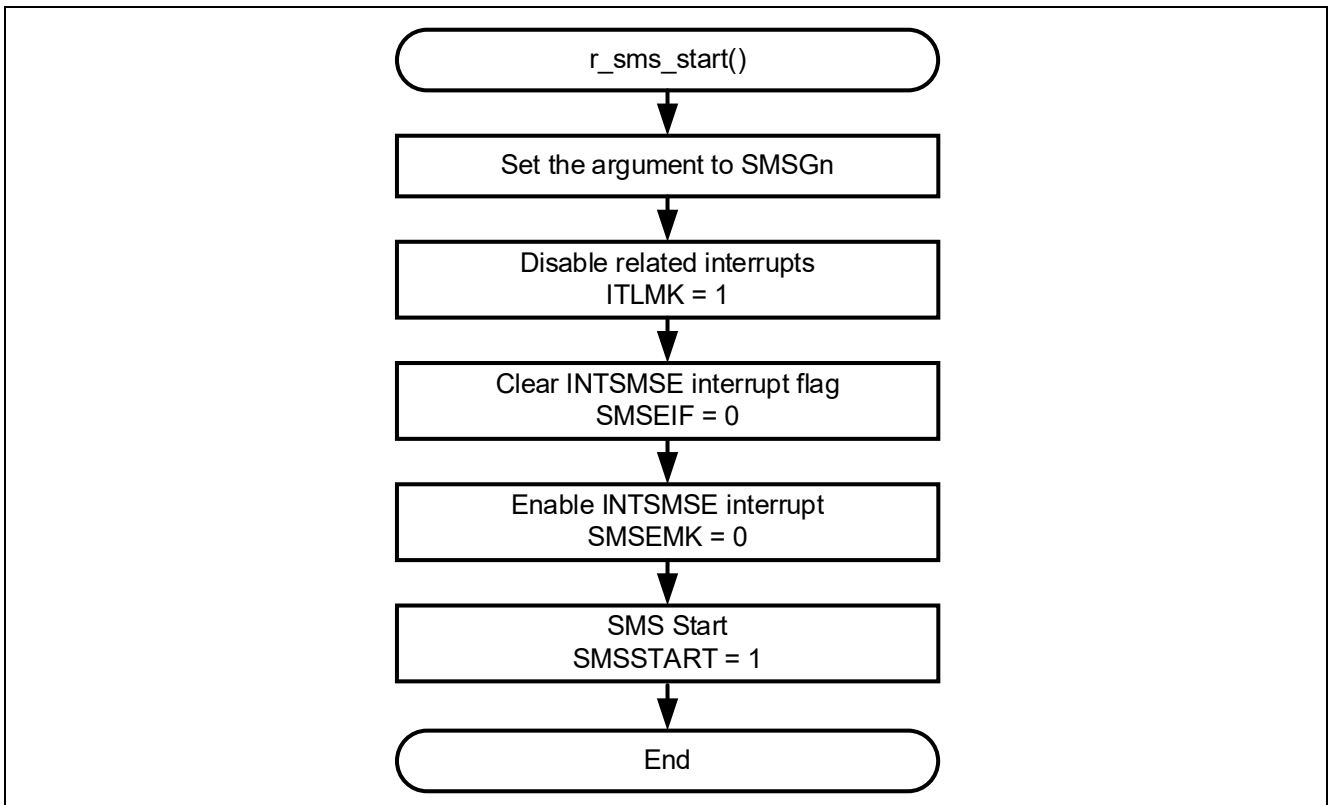 r_sms_start()
Set the argument to SMSGn
Disable related interrupts
ITLMK = 1
Clear INTSMSE interrupt flag
SMSEIF = 0
Enable INTSMSE interrupt
SMSEMK = 0
SMS Start
SMSSTART = 1
End